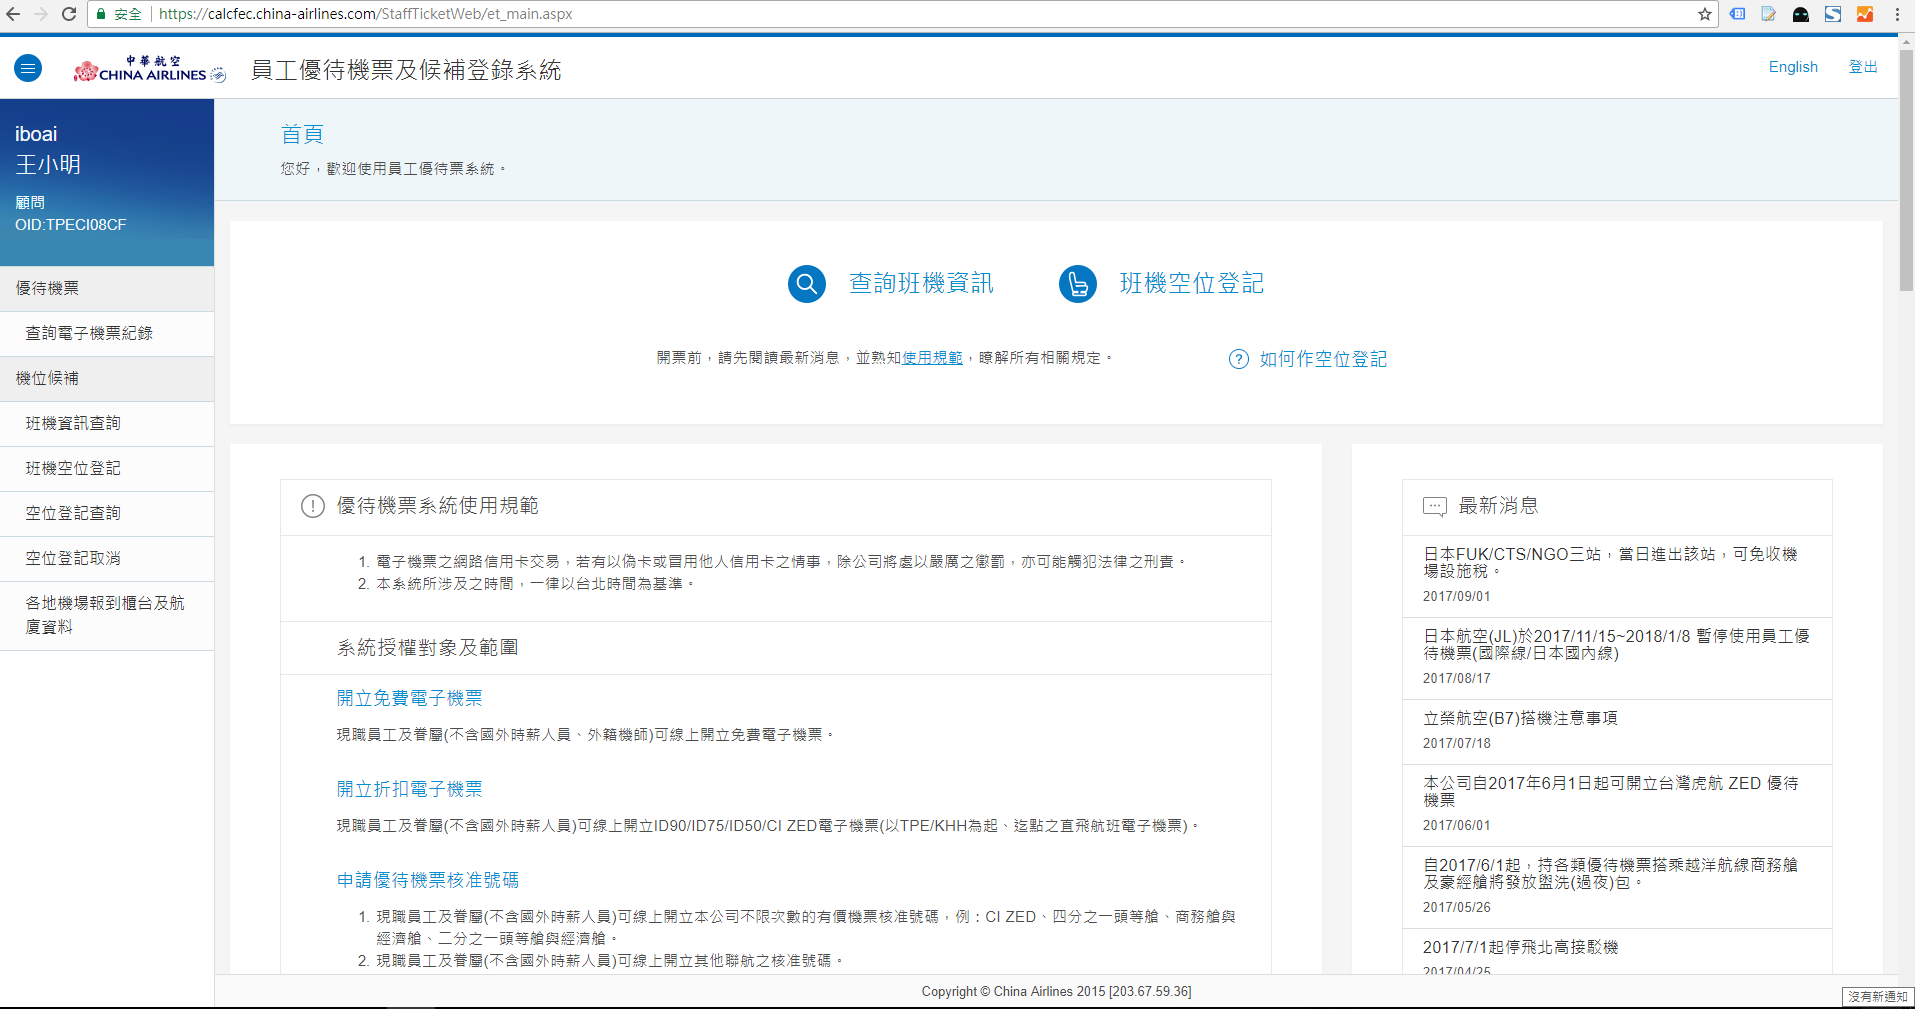 安全
https://calcfec.china-airlines.com/StaffTicketWeb/et_main.aspx
中華航空
CHINA AIRLINES
員工優待機票及候補登錄系統
English
登出
iboai
王小明
顧問
OID:TPECI08CF
優待機票
查詢電子機票紀錄
機位候補
班機資訊查詢
班機空位登記
空位登記查詢
空位登記取消
各地機場報到櫃台及航
廈資料
首頁
您好，歡迎使用員工優待票系統。
查詢班機資訊
班機空位登記
開票前，請先閱讀最新消息，並熟知使用規範，瞭解所有相關規定。
如何作空位登記
優待機票系統使用規範
1. 電子機票之網路信用卡交易，若有以偽卡或冒用他人信用卡之情事，除公司將處以嚴厲之懲罰，亦可能觸犯法律之刑責。
2. 本系統所涉及之時間，一律以台北時間為基準。
系統授權對象及範圍
開立免費電子機票
現職員工及眷屬(不含國外時薪人員、外籍機師)可線上開立免費電子機票。
開立折扣電子機票
現職員工及眷屬(不含國外時薪人員)可線上開立ID90/ID75/ID50/CI ZED電子機票(以TPE/KHH為起、迄點之直飛航班電子機票)。
申請優待機票核准號碼
1. 現職員工及眷屬(不含國外時薪人員)可線上開立本公司不限次數的有價機票核准號碼，例：CI ZED、四分之一頭等艙、商務艙與
經濟艙、二分之一頭等艙與經濟艙。
2. 現職員工及眷屬(不含國外時薪人員)可線上開立其他聯航之核准號碼。
最新消息
日本FUK/CTS/NGO三站，當日進出該站，可免收機
場設施稅。
2017/09/01
日本航空(JL)於2017/11/15~2018/1/8 暫停使用員工優
待機票(國際線/日本國內線)
2017/08/17
立榮航空(B7)搭機注意事項
2017/07/18
本公司自2017年6月1日起可開立台灣虎航 ZED 優待
機票
2017/06/01
自2017/6/1起，持各類優待機票搭乘越洋航線商務艙
及豪經艙將發放盥洗(過夜)包。
2017/05/26
2017/7/1起停飛北高接駁機
2017/04/25
Copyright © China Airlines 2015 [203.67.59.36]
沒有新通知